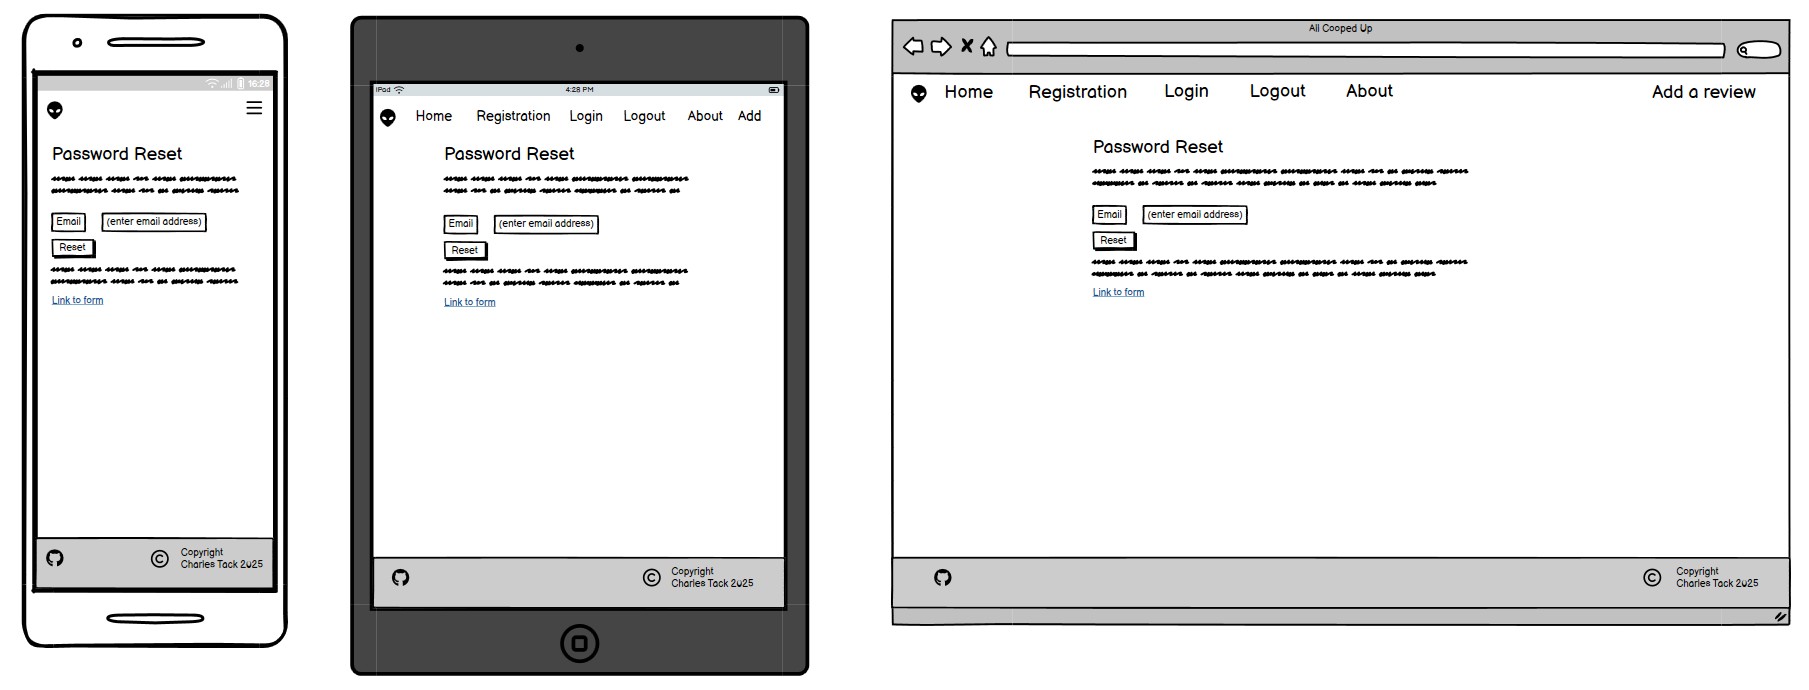 16:28
Password Reset
Email (enter email address)
Reset
Link to form
Copyright
Charles Tack 2025
iPad 4:28 PM
Home Registration Login Logout About Add
Password Reset
Email (enter email address)
Reset
Link to form
Copyright
Charles Tack 2025
All Cooped Up
Home Registration Login Logout About Add a review
Password Reset
Email (enter email address)
Reset
Link to form
Copyright
Charles Tack 2025